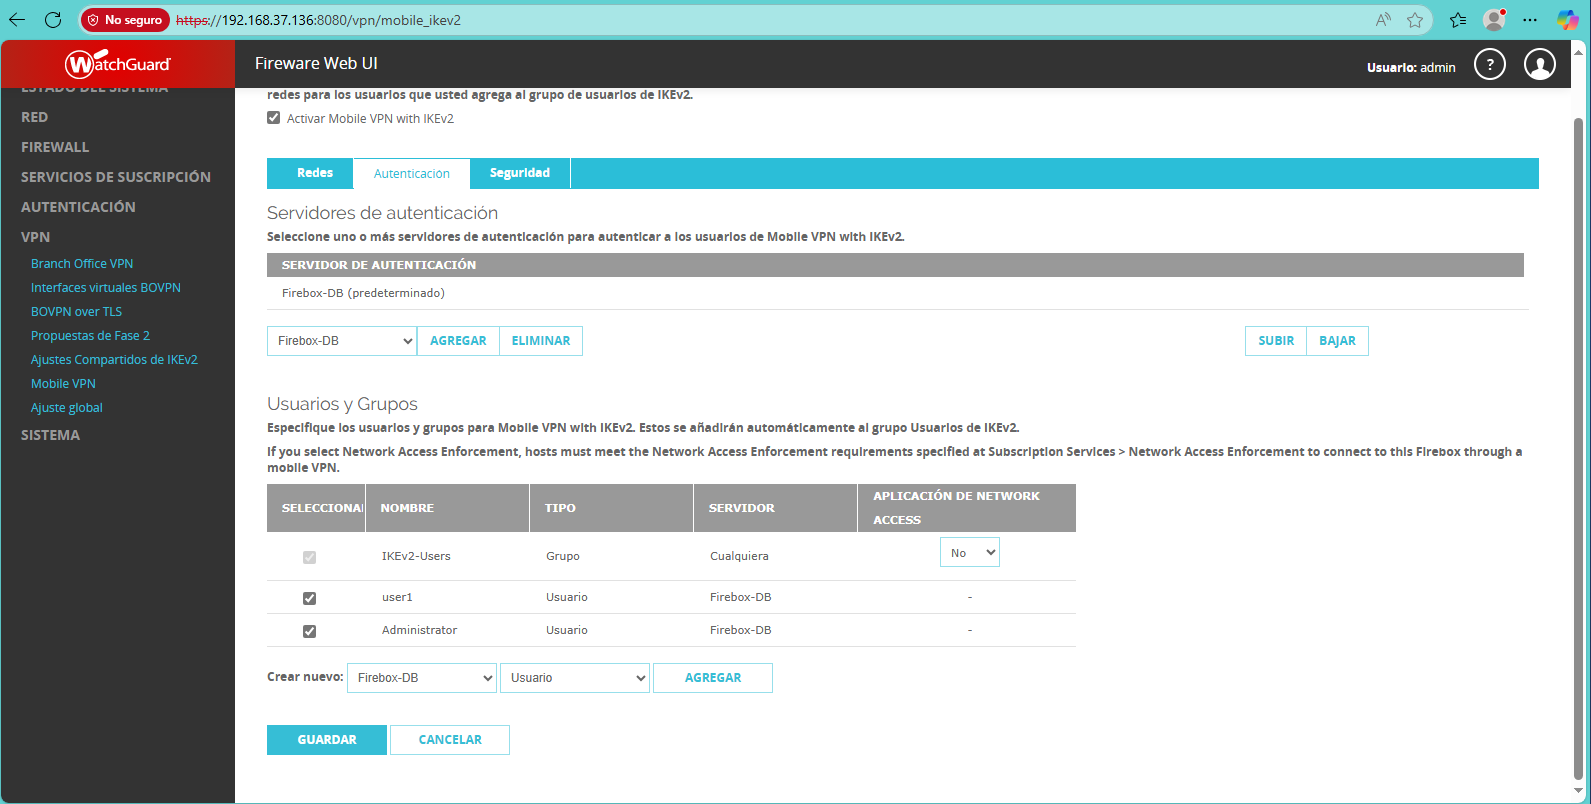 No seguro
https://192.168.37.136:8080/vpn/mobile_ikev2
WatchGuard
Fireware Web UI
Usuario: admin
?
ESTADO DEL SISTEMA
RED
FIREWALL
SERVICIOS DE SUSCRIPCIÓN
AUTENTICACIÓN
VPN
Branch Office VPN
Interfaces virtuales BOVPN
BOVPN over TLS
Propuestas de Fase 2
Ajustes Compartidos de IKEv2
Mobile VPN
Ajuste global
SISTEMA
redes para los usuarios que usted agrega al grupo de usuarios de IKEv2.
Activar Mobile VPN with IKEv2
Redes Autenticación Seguridad
Servidores de autenticación
Seleccione uno o más servidores de autenticación para autenticar a los usuarios de Mobile VPN with IKEv2.
SERVIDOR DE AUTENTICACIÓN
Firebox-DB (predeterminado)
Firebox-DB AGREGAR ELIMINAR SUBIR BAJAR
Usuarios y Grupos
Especifique los usuarios y grupos para Mobile VPN with IKEv2. Estos se añadirán automáticamente al grupo Usuarios de IKEv2.
If you select Network Access Enforcement, hosts must meet the Network Access Enforcement requirements specified at Subscription Services > Network Access Enforcement to connect to this Firebox through a
mobile VPN.
SELECCIONA NOMBRE TIPO SERVIDOR APLICACIÓN DE NETWORK
ACCESS
IKEv2-Users Grupo Cualquiera No
user1 Usuario Firebox-DB -
Administrator Usuario Firebox-DB -
Crear nuevo: Firebox-DB Usuario AGREGAR
GUARDAR CANCELAR